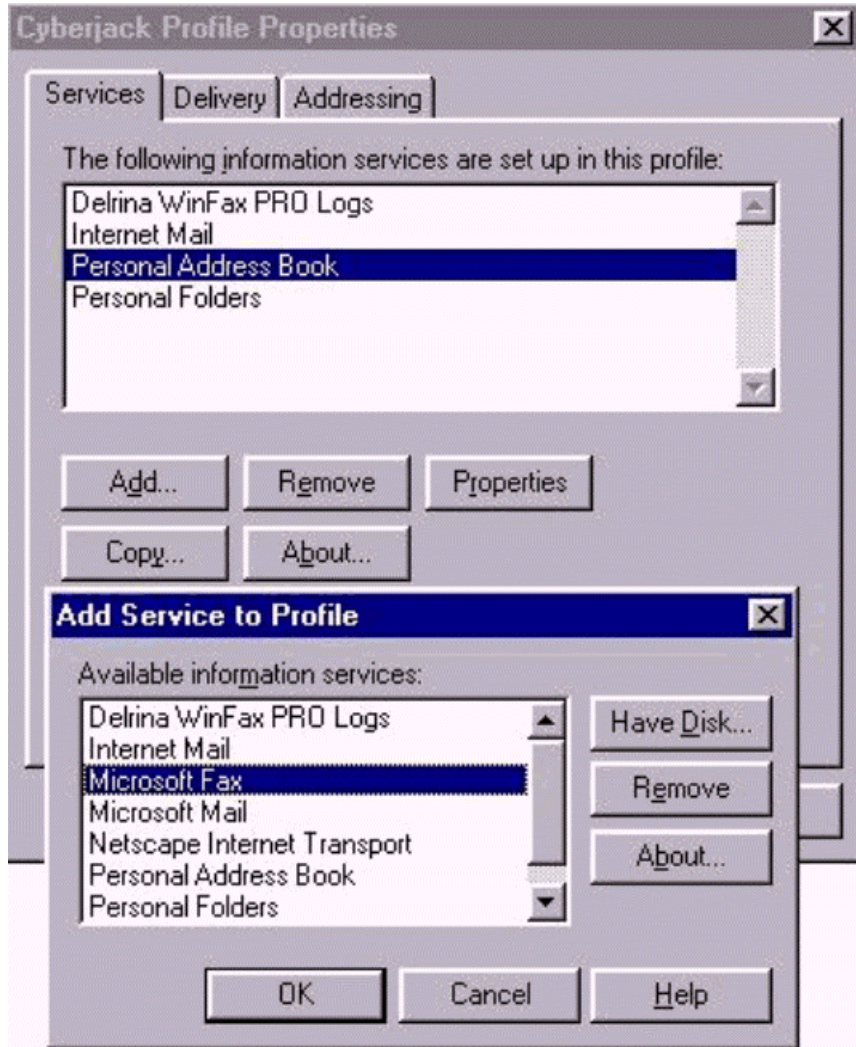 Cyberjack Profile Properties
Services Delivery Addressing
The following information services are set up in this profile:
Delrina WinFax PRO Logs
Internet Mail
Personal Address Book
Personal Folders
Add... Remove Properties
Copy... About...
Add Service to Profile
Available information services:
Delrina WinFax PRO Logs
Internet Mail
Microsoft Fax
Microsoft Mail
Netscape Internet Transport
Personal Address Book
Personal Folders
Have Disk...
Remove
About...
OK Cancel Help